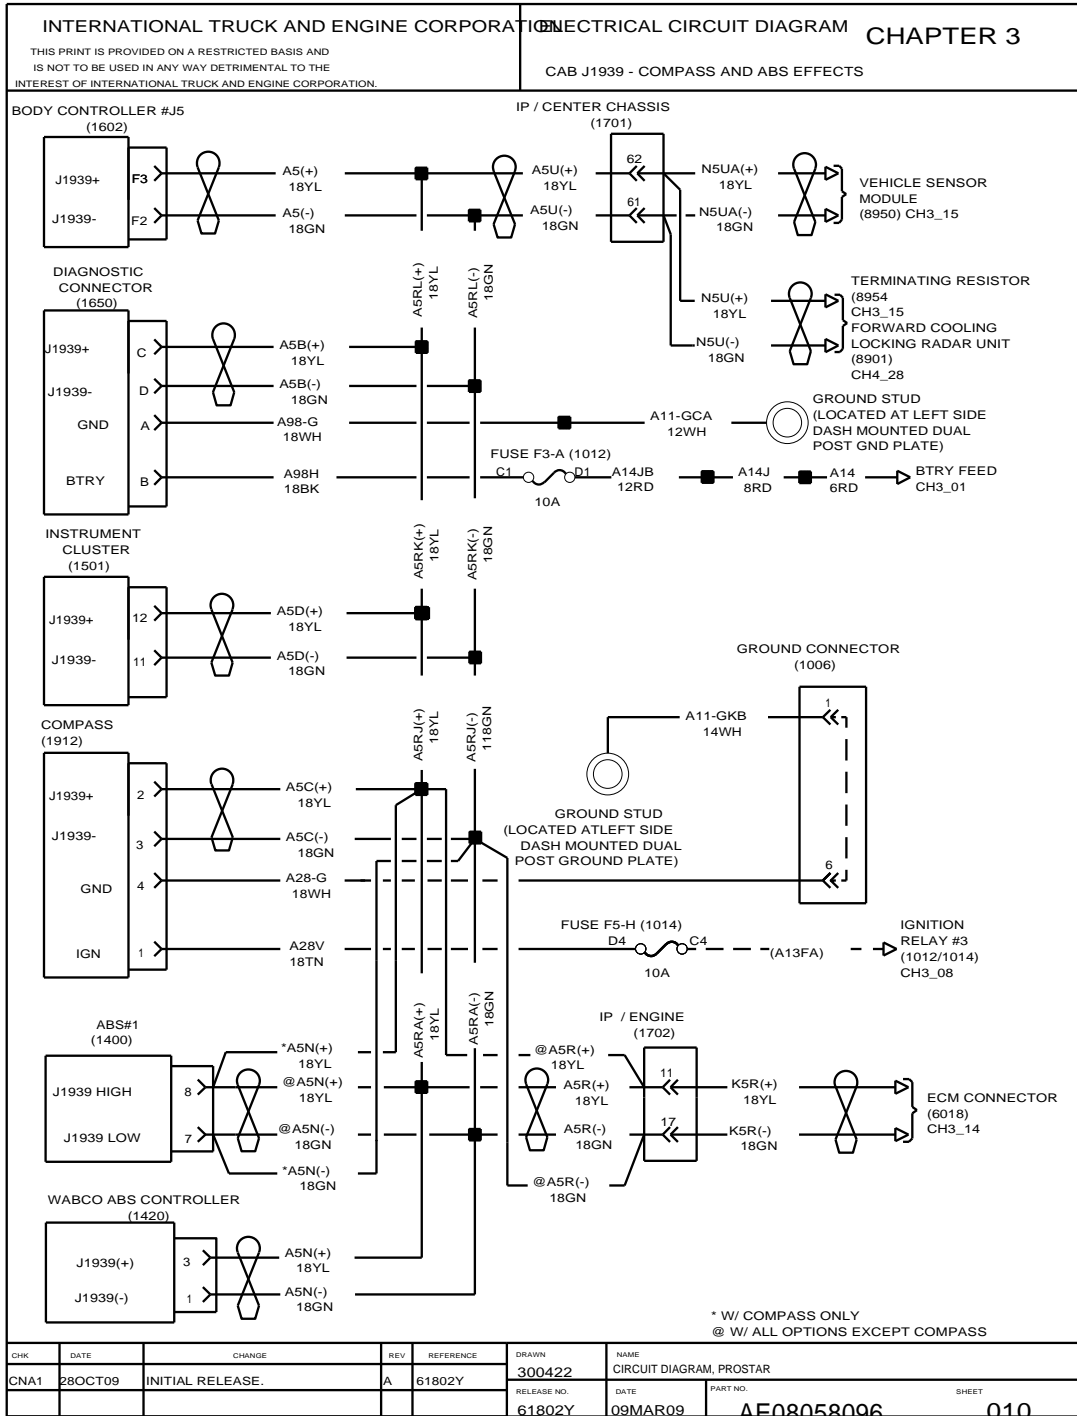 INTERNATIONAL TRUCK AND ENGINE CORPORATION
ELECTRICAL CIRCUIT DIAGRAM
CHAPTER 3
THIS PRINT IS PROVIDED ON A RESTRICTED BASIS AND
IS NOT TO BE USED IN ANY WAY DETRIMENTAL TO THE
INTEREST OF INTERNATIONAL TRUCK AND ENGINE CORPORATION.
CAB J1939 - COMPASS AND ABS EFFECTS
BODY CONTROLLER #J5
(1602)
J1939+
F3
J1939-
F2
A5(+)
18YL
A5(-)
18GN
IP / CENTER CHASSIS
(1701)
A5U(+)
18YL
A5U(-)
18GN
62
61
N5UA(+)
18YL
N5UA(-)
18GN
VEHICLE SENSOR
MODULE
(8950) CH3_15
N5U(+)
18YL
N5U(-)
18GN
TERMINATING RESISTOR
(8954
CH3_15
FORWARD COOLING
LOCKING RADAR UNIT
(8901)
CH4_28
A5RL(+)
18YL
A5RL(-)
18GN
DIAGNOSTIC
CONNECTOR
(1650)
J1939+
C
J1939-
D
GND
A
BTRY
B
A5B(+)
18YL
A5B(-)
18GN
A98-G
18WH
A98H
18BK
A11-GCA
12WH
GROUND STUD
(LOCATED AT LEFT SIDE
DASH MOUNTED DUAL
POST GND PLATE)
FUSE F3-A (1012)
C1
D1
10A
A14JB
12RD
A14J
8RD
A14
6RD
BTRY FEED
CH3_01
A5RK(+)
18YL
A5RK(-)
18GN
INSTRUMENT
CLUSTER
(1501)
J1939+
12
J1939-
11
A5D(+)
18YL
A5D(-)
18GN
GROUND CONNECTOR
(1006)
1
6
A11-GKB
14WH
GROUND STUD
(LOCATED ATLEFT SIDE
DASH MOUNTED DUAL
POST GROUND PLATE)
A5RJ(+)
18YL
A5RJ(-)
118GN
COMPASS
(1912)
J1939+
2
J1939-
3
GND
4
IGN
1
A5C(+)
18YL
A5C(-)
18GN
A28-G
18WH
A28V
18TN
FUSE F5-H (1014)
D4
C4
10A
(A13FA)
IGNITION
RELAY #3
(1012/1014)
CH3_08
A5RA(+)
18YL
A5RA(-)
18GN
ABS#1
(1400)
J1939 HIGH
8
J1939 LOW
7
*A5N(+)
18YL
@A5N(+)
18YL
@A5N(-)
18GN
*A5N(-)
18GN
IP / ENGINE
(1702)
@A5R(+)
18YL
A5R(+)
18YL
A5R(-)
18GN
@A5R(-)
18GN
11
17
K5R(+)
18YL
K5R(-)
18GN
ECM CONNECTOR
(6018)
CH3_14
WABCO ABS CONTROLLER
(1420)
J1939(+)
3
J1939(-)
1
A5N(+)
18YL
A5N(-)
18GN
* W/ COMPASS ONLY
@ W/ ALL OPTIONS EXCEPT COMPASS
CHK DATE CHANGE REV REFERENCE
CNA1 28OCT09 INITIAL RELEASE. A 61802Y
DRAWN
300422
NAME
CIRCUIT DIAGRAM, PROSTAR
RELEASE NO.
61802Y
DATE
09MAR09
PART NO.
AE08058096
SHEET
010